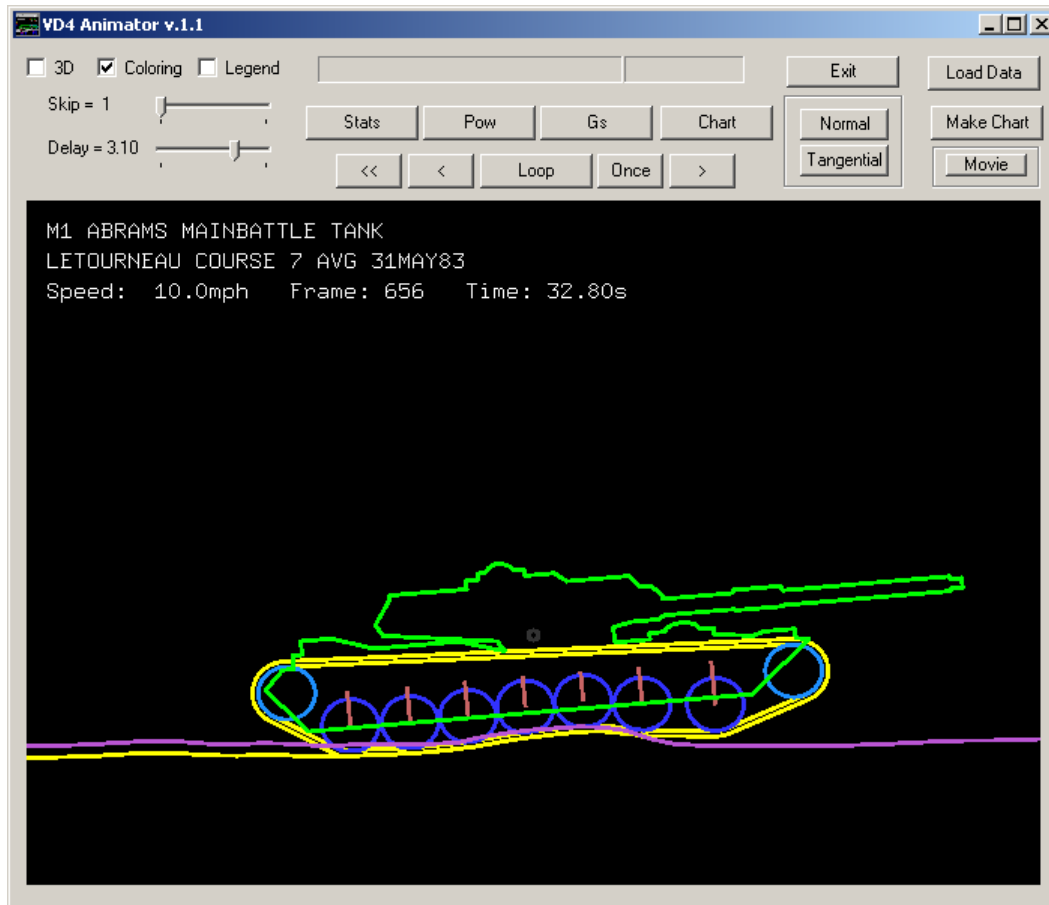 VD4 Animator v.1.1
3D Coloring Legend
Exit
Load Data
Skip = 1
Stats
Pow
Gs
Chart
Normal
Make Chart
Delay = 3.10
<<
<
Loop
Once
>
Tangential
Movie
M1 ABRAMS MAINBATTLE TANK
LETOURNEAU COURSE 7 AVG 31MAY83
Speed: 10.0mph Frame: 656 Time: 32.80s